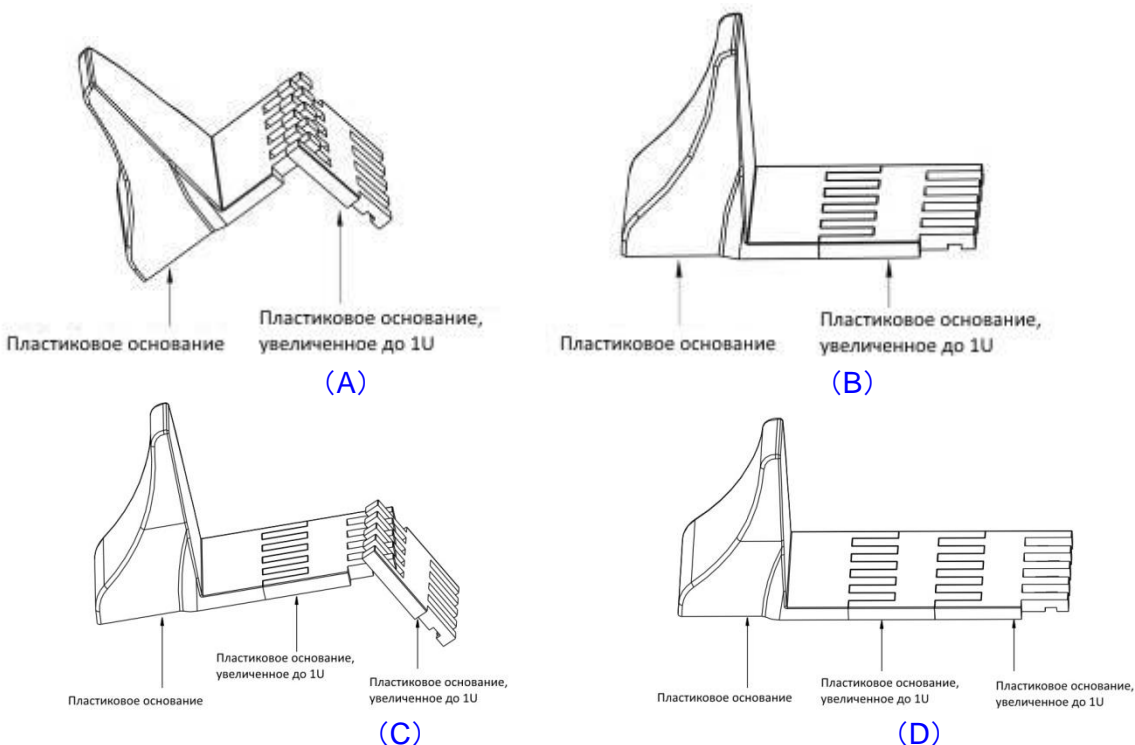 Пластиковое основание
Пластиковое основание,
увеличенное до 1U
(A)
Пластиковое основание
Пластиковое основание,
увеличенное до 1U
(B)
Пластиковое основание
Пластиковое основание,
увеличенное до 1U
Пластиковое основание,
увеличенное до 1U
(C)
Пластиковое основание
Пластиковое основание,
увеличенное до 1U
Пластиковое основание,
увеличенное до 1U
(D)